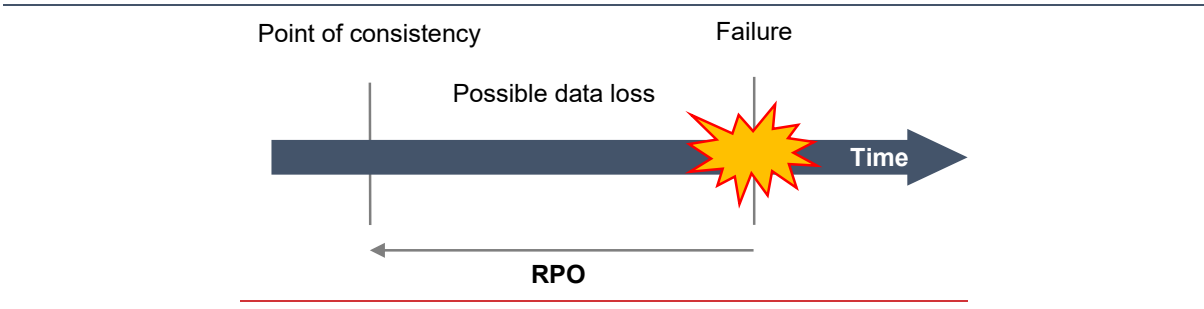 Point of consistency
Failure
Possible data loss
Time
RPO